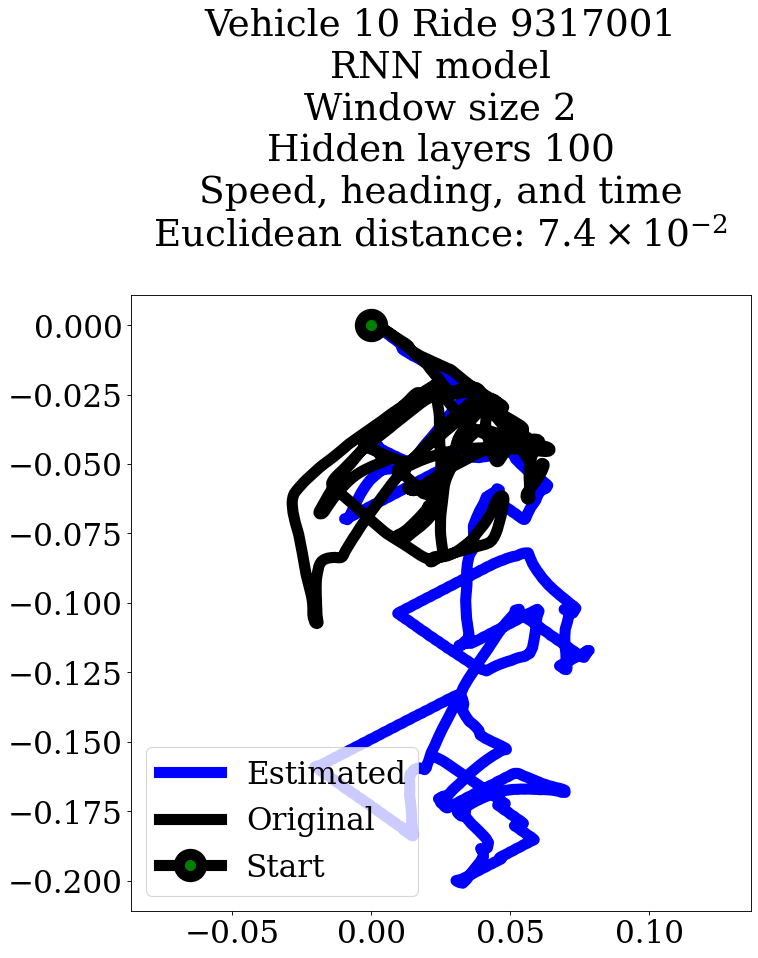 Vehicle 10 Ride 9317001
RNN model
Window size 2
Hidden layers 100
Speed, heading, and time
Euclidean distance: 7.4 × 10⁻²
0.000
−0.025
−0.050
−0.075
−0.100
−0.125
−0.150
−0.175
−0.200
Estimated
Original
Start
−0.05
0.00
0.05
0.10